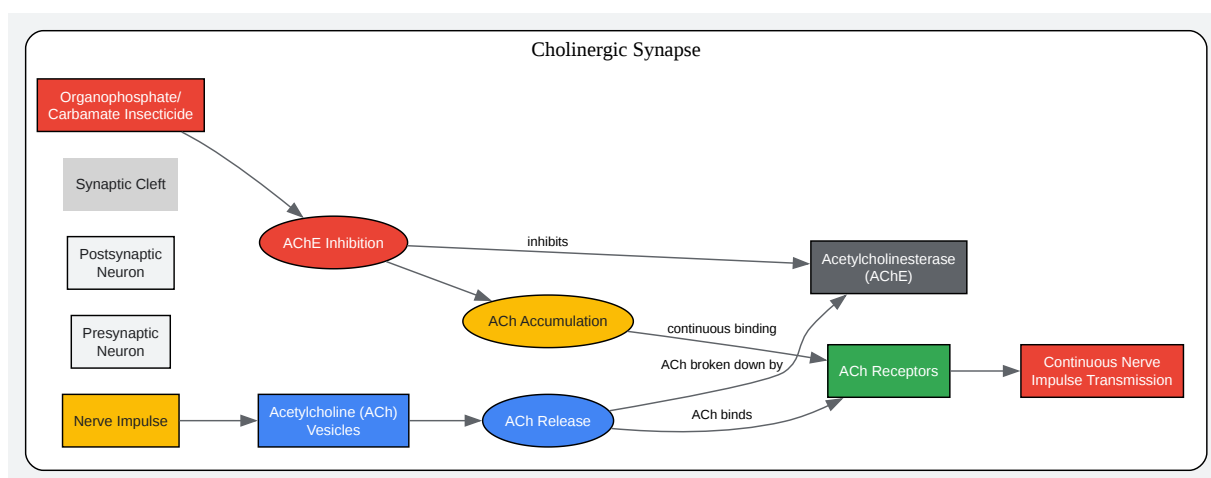 Cholinergic Synapse
Organophosphate/
Carbamate Insecticide
Synaptic Cleft
AChE Inhibition
inhibits
Postsynaptic
Neuron
Acetylcholinesterase
(AChE)
ACh Accumulation
continuous binding
Presynaptic
Neuron
ACh broken down by
ACh Receptors
Continuous Nerve
Impulse Transmission
Nerve Impulse
Acetylcholine (ACh)
Vesicles
ACh Release
ACh binds